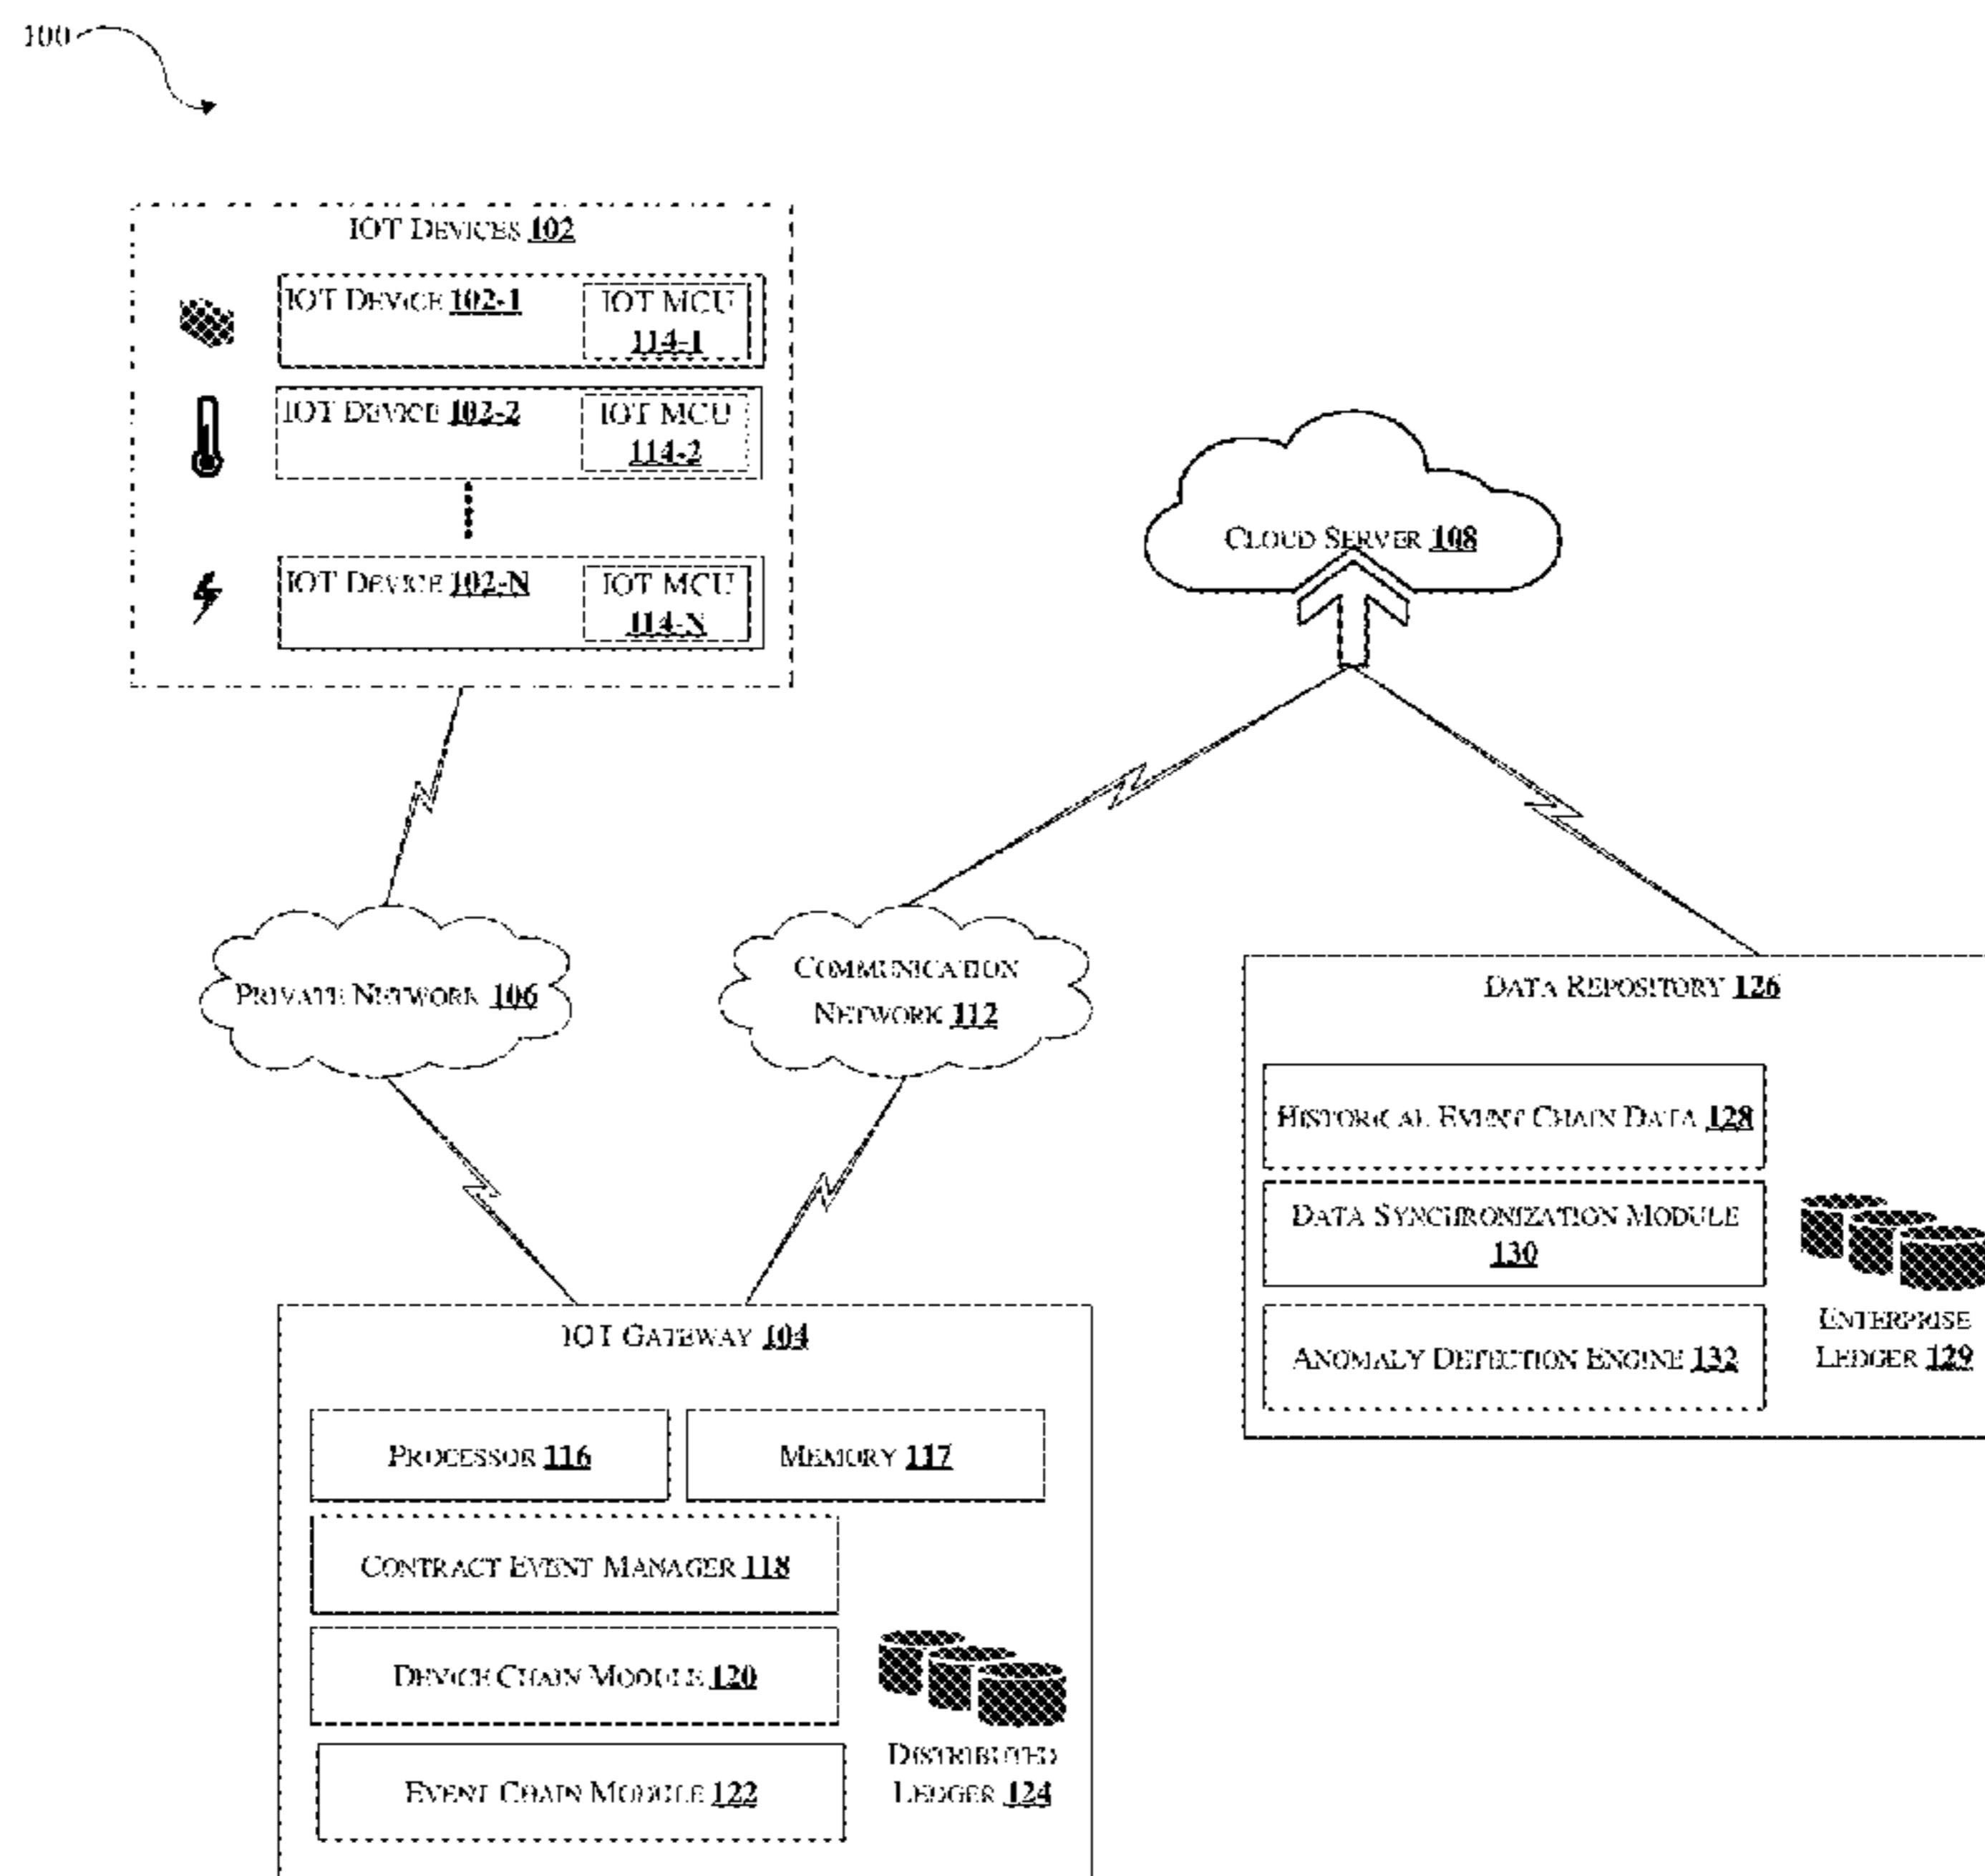 100
IOT DEVICES 102
IOT DEVICE 102-1
IOT MCU
114-1
IOT DEVICE 102-2
IOT MCU
114-2
IOT DEVICE 102-N
IOT MCU
114-N
CLOUD SERVER 108
PRIVATE NETWORK 106
COMMUNICATION
NETWORK 112
DATA REPOSITORY 126
HISTORICAL EVENT CHAIN DATA 128
DATA SYNCHRONIZATION MODULE
130
ANOMALY DETECTION ENGINE 132
ENTERPRISE
LEDGER 129
IOT GATEWAY 104
PROCESSOR 116
MEMORY 117
CONTRACT EVENT MANAGER 118
DEVICE CHAIN MODULE 120
EVENT CHAIN MODULE 122
DISTRIBUTED
LEDGER 124